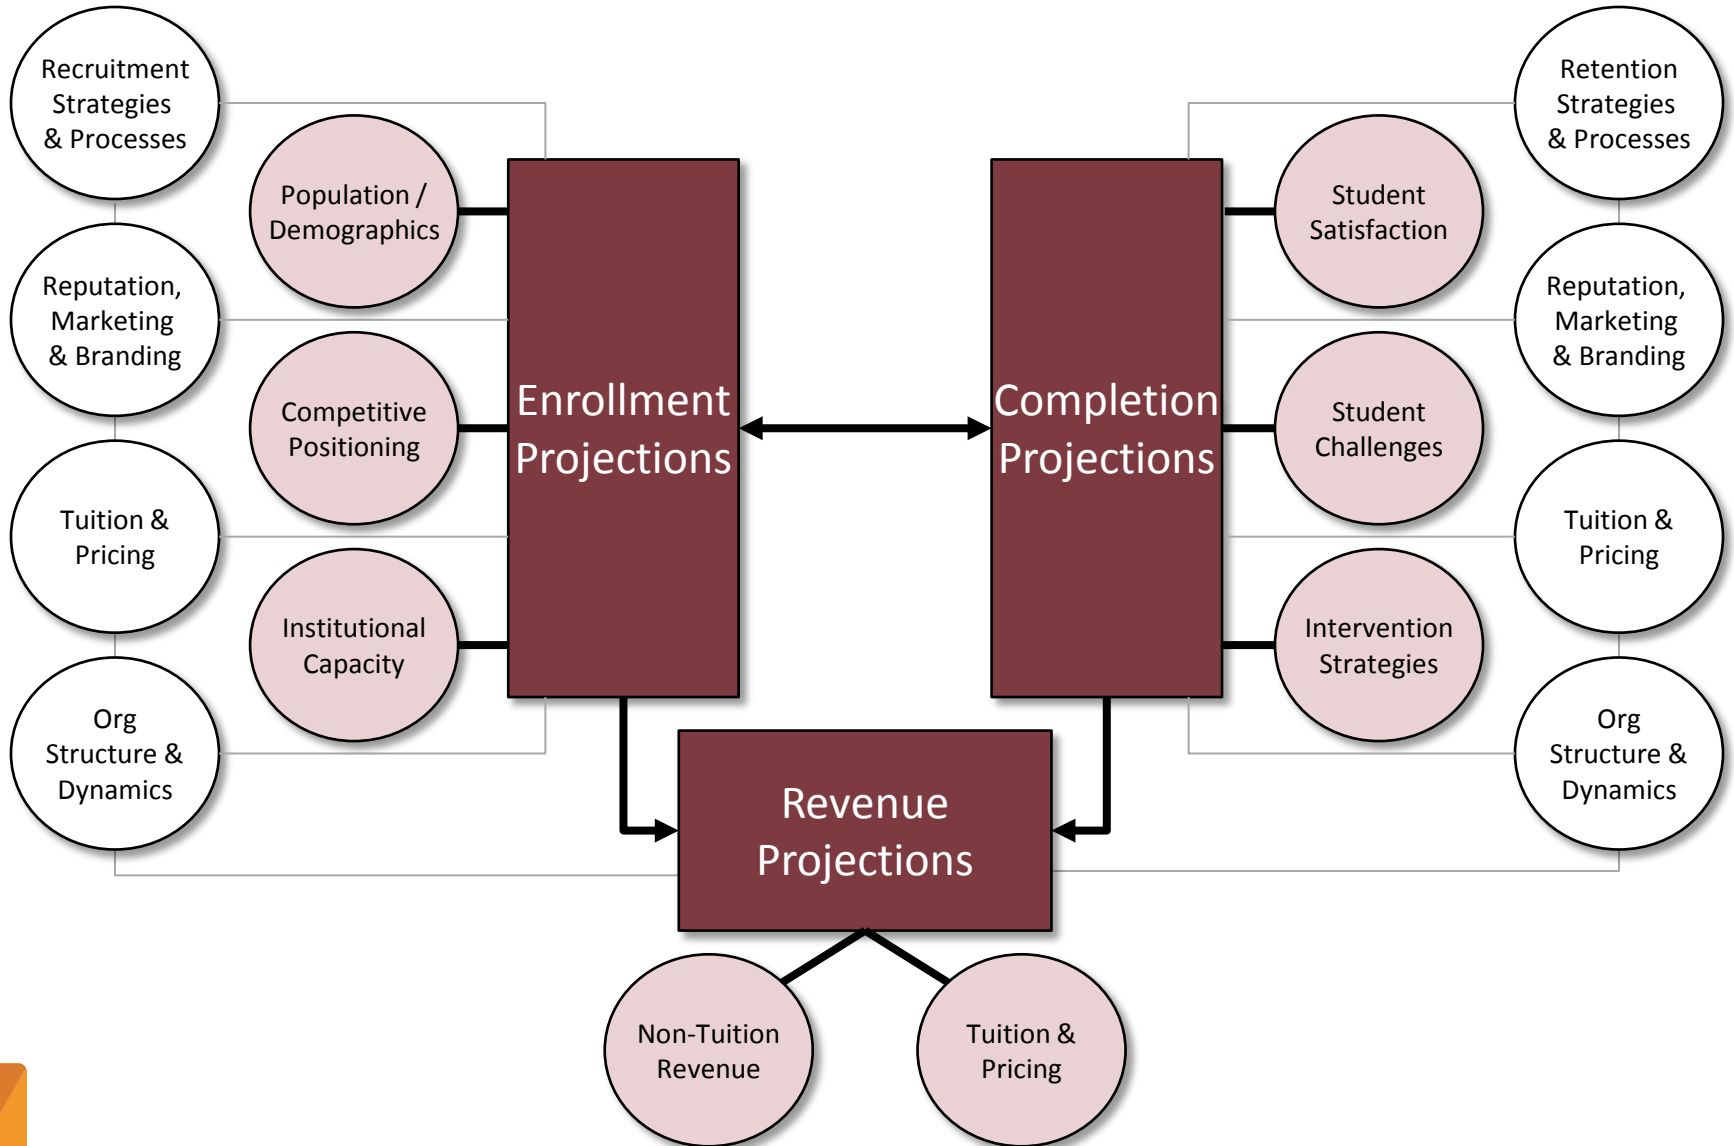 Recruitment
Strategies
& Processes
Reputation,
Marketing
& Branding
Tuition &
Pricing
Org
Structure &
Dynamics
Population /
Demographics
Competitive
Positioning
Institutional
Capacity
Enrollment
Projections
Completion
Projections
Revenue
Projections
Student
Satisfaction
Student
Challenges
Intervention
Strategies
Retention
Strategies
& Processes
Reputation,
Marketing
& Branding
Tuition &
Pricing
Org
Structure &
Dynamics
Non-Tuition
Revenue
Tuition &
Pricing